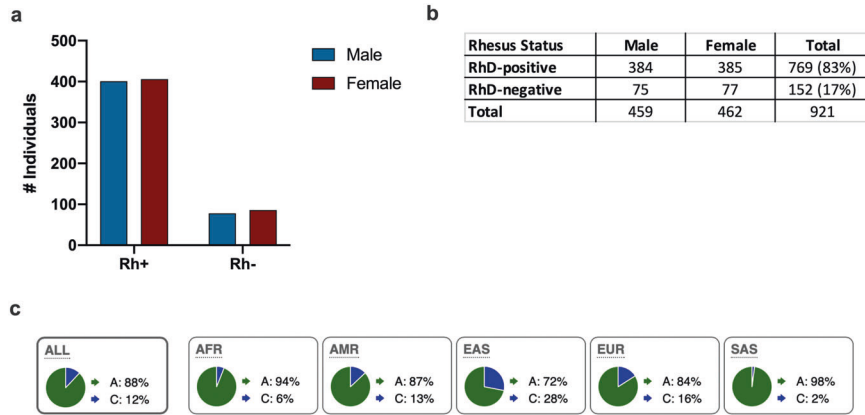 a
500
400
300
200
100
0
# Individuals
Rh+
Rh-
Male
Female
b
Rhesus Status Male Female Total
RhD-positive 384 385 769 (83%)
RhD-negative 75 77 152 (17%)
Total 459 462 921
c
ALL
A: 88%
C: 12%
AFR
A: 94%
C: 6%
AMR
A: 87%
C: 13%
EAS
A: 72%
C: 28%
EUR
A: 84%
C: 16%
SAS
A: 98%
C: 2%